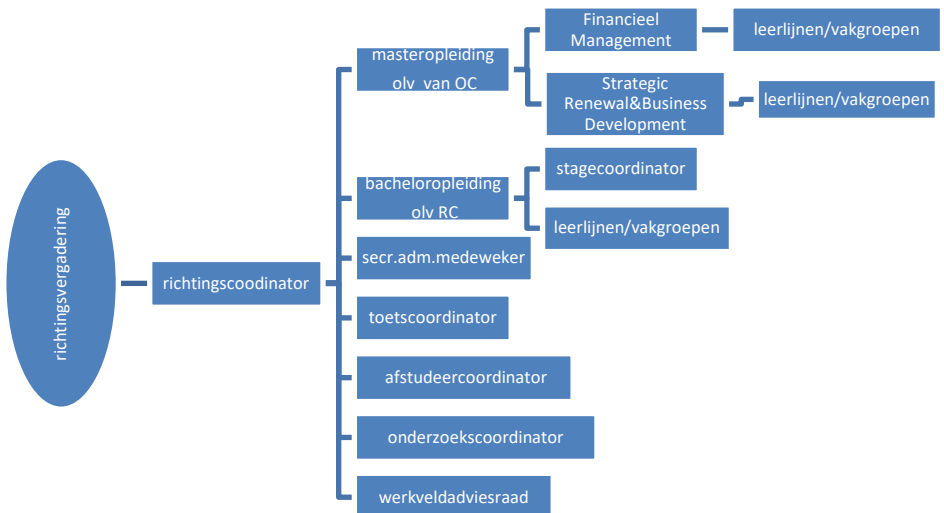 richtingsvergadering
richtingscoodinator
masteropleiding
olv van OC
Financieel
Management
leerlijnen/vakgroepen
Strategic
Renewal&Business
Development
leerlijnen/vakgroepen
bacheloropleiding
olv RC
stagecoordinator
leerlijnen/vakgroepen
secr.adm.medeweker
toetscoordinator
afstudeercoordinator
onderzoekscoordinator
werkveldadviesraad